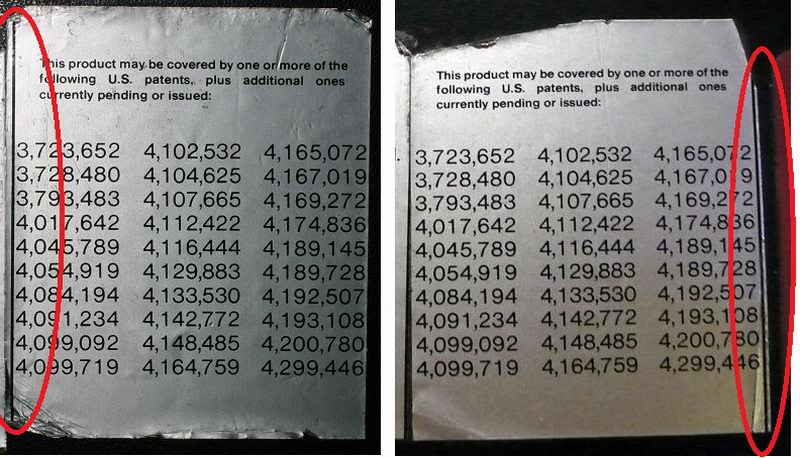 This product may be covered by one or more of the
following U.S. patents, plus additional ones
currently pending or issued:
3,723,652 4,102,532 4,165,072
3,728,480 4,104,625 4,167,019
3,793,483 4,107,665 4,169,272
4,017,642 4,112,422 4,174,836
4,045,789 4,116,444 4,189,145
4,054,919 4,129,883 4,189,728
4,084,194 4,133,530 4,192,507
4,091,234 4,142,772 4,193,108
4,099,092 4,148,485 4,200,780
4,099,719 4,164,759 4,299,446
This product may be covered by one or more of the
following U.S. patents, plus additional ones
currently pending or issued:
3,723,652 4,102,532 4,165,072
3,728,480 4,104,625 4,167,019
3,793,483 4,107,665 4,169,272
4,017,642 4,112,422 4,174,836
4,045,789 4,116,444 4,189,145
4,054,919 4,129,883 4,189,728
4,084,194 4,133,530 4,192,507
4,091,234 4,142,772 4,193,108
4,099,092 4,148,485 4,200,780
4,099,719 4,164,759 4,299,446